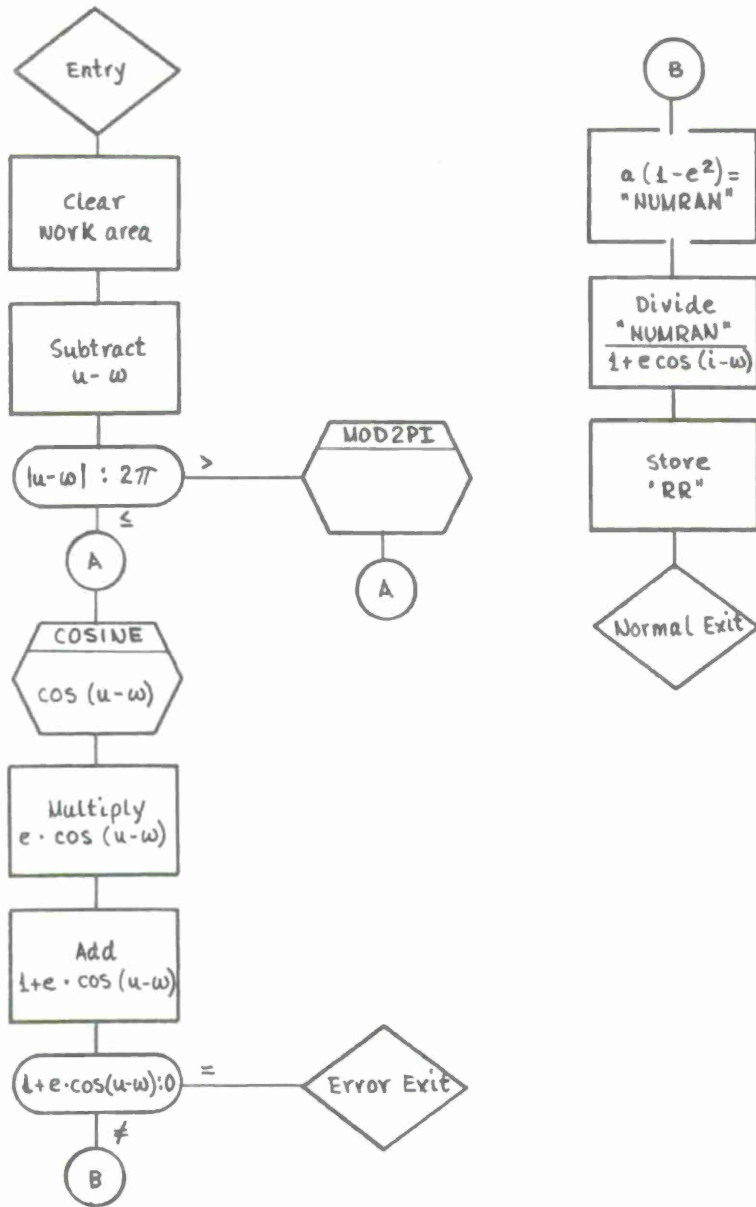 Entry
Clear
work area
Subtract
u - ω
|u-ω| : 2π
>
≤
MOD2PI
A
A
COSINE
cos (u-ω)
Multiply
e · cos (u-ω)
Add
1+e · cos (u-ω)
1+e·cos(u-ω):0
=
≠
Error Exit
B
B
a (1-e²) =
"NUMRAN"
Divide
"NUMRAN"
1+e cos (i-ω)
Store
"RR"
Normal Exit